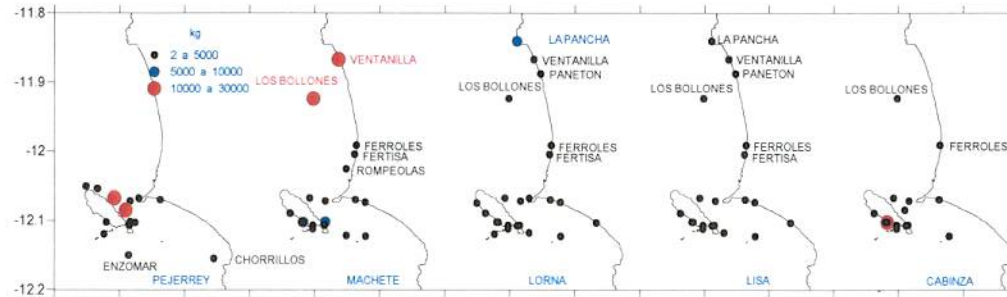 -11.8
-11.9
-12
-12.1
-12.2
kg
2 a 5000
5000 a 10000
10000 a 30000
ENZOMAR
CHORRILLOS
PEJERREY
VENTANILLA
LOS BOLLONES
FERROLES
FERTISA
ROMPEOLAS
MACHETE
LA PANCHA
VENTANILLA
PANETON
LOS BOLLONES
FERROLES
FERTISA
LORNA
LA PANCHA
VENTANILLA
PANETON
LOS BOLLONES
FERROLES
FERTISA
LISA
LOS BOLLONES
FERROLES
CABINZA